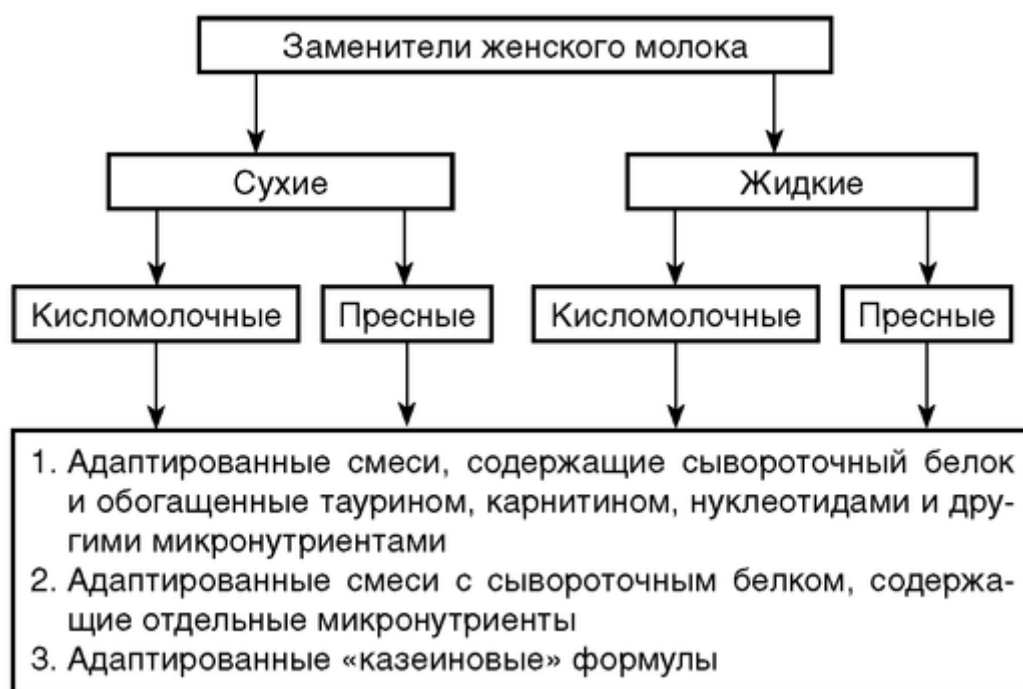 Заменители женского молока
Сухие
Жидкие
Кисломолочные
Пресные
Кисломолочные
Пресные
1. Адаптированные смеси, содержащие сывороточный белок
и обогащенные таурином, карнитином, нуклеотидами и дру-
гими микронутриентами
2. Адаптированные смеси с сывороточным белком, содержа-
щие отдельные микронутриенты
3. Адаптированные «казеиновые» формулы